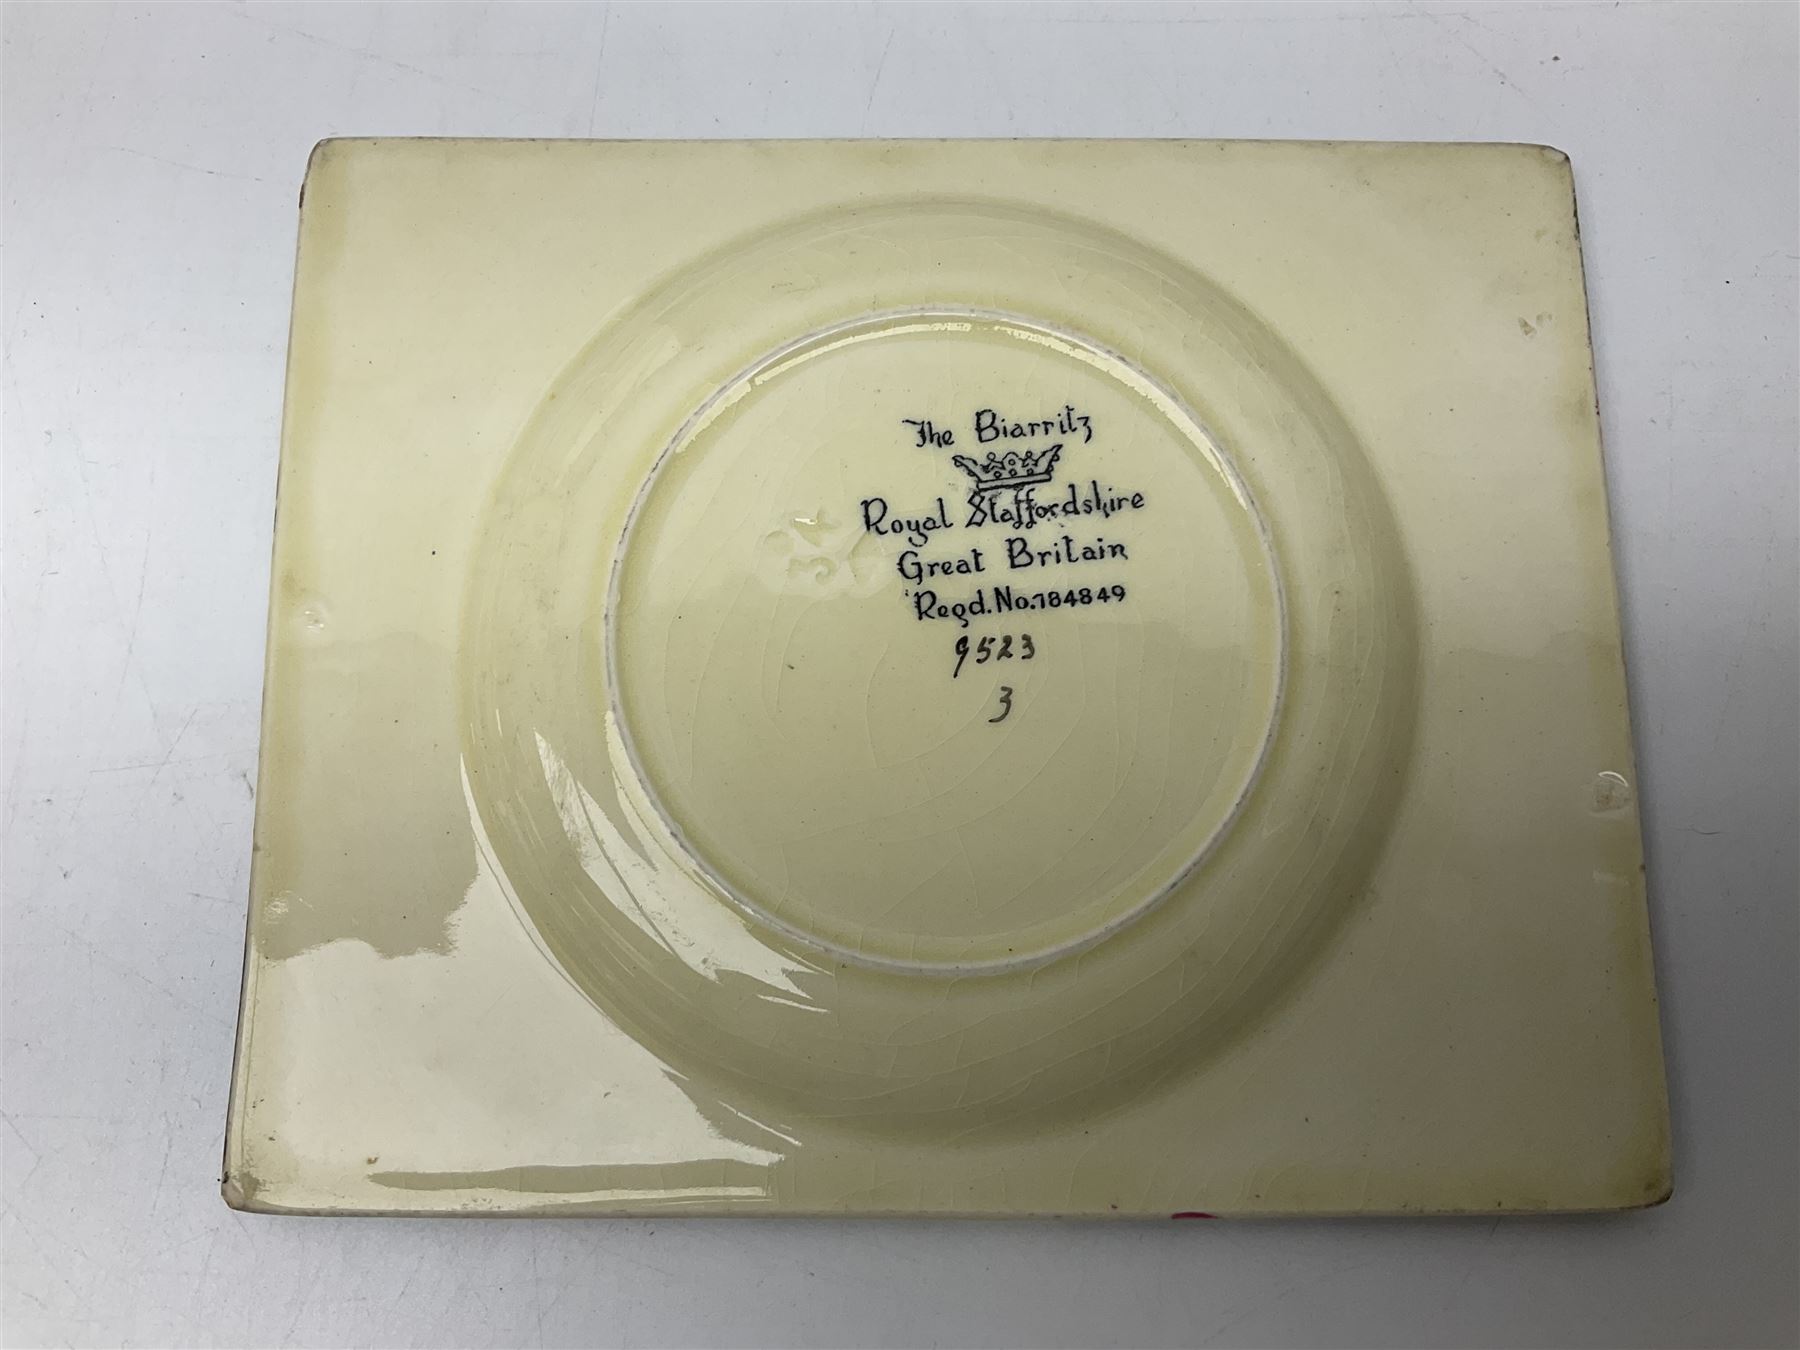 The Biarritz
Royal Staffordshire
Great Britain
Regd. No. 784849
9523
3